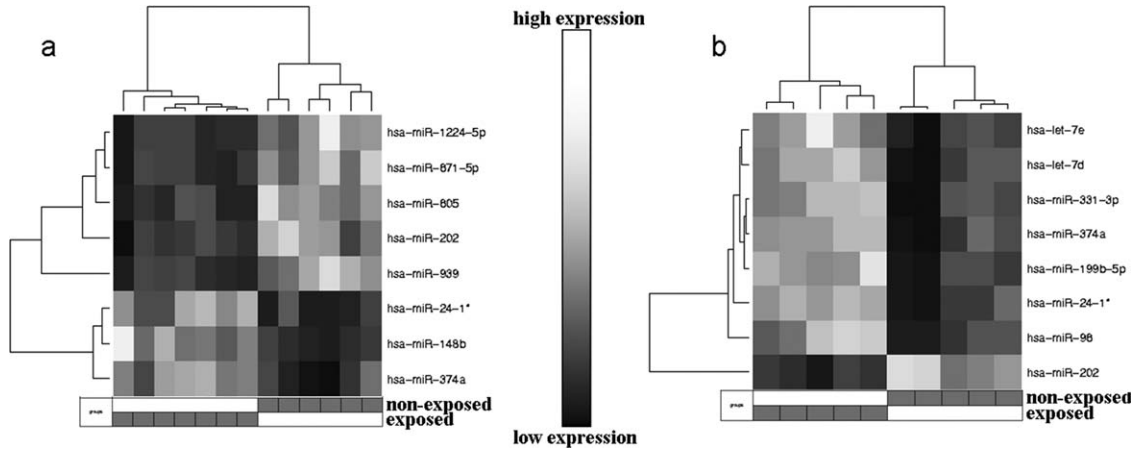 a
hsa-miR-1224-5p
hsa-miR-871-5p
hsa-miR-805
hsa-miR-202
hsa-miR-939
hsa-miR-24-1*
hsa-miR-148b
hsa-miR-374a
groups
non-exposed
exposed
high expression
low expression
b
hsa-let-7e
hsa-let-7d
hsa-miR-331-3p
hsa-miR-374a
hsa-miR-199b-5p
hsa-miR-24-1*
hsa-miR-98
hsa-miR-202
groups
non-exposed
exposed